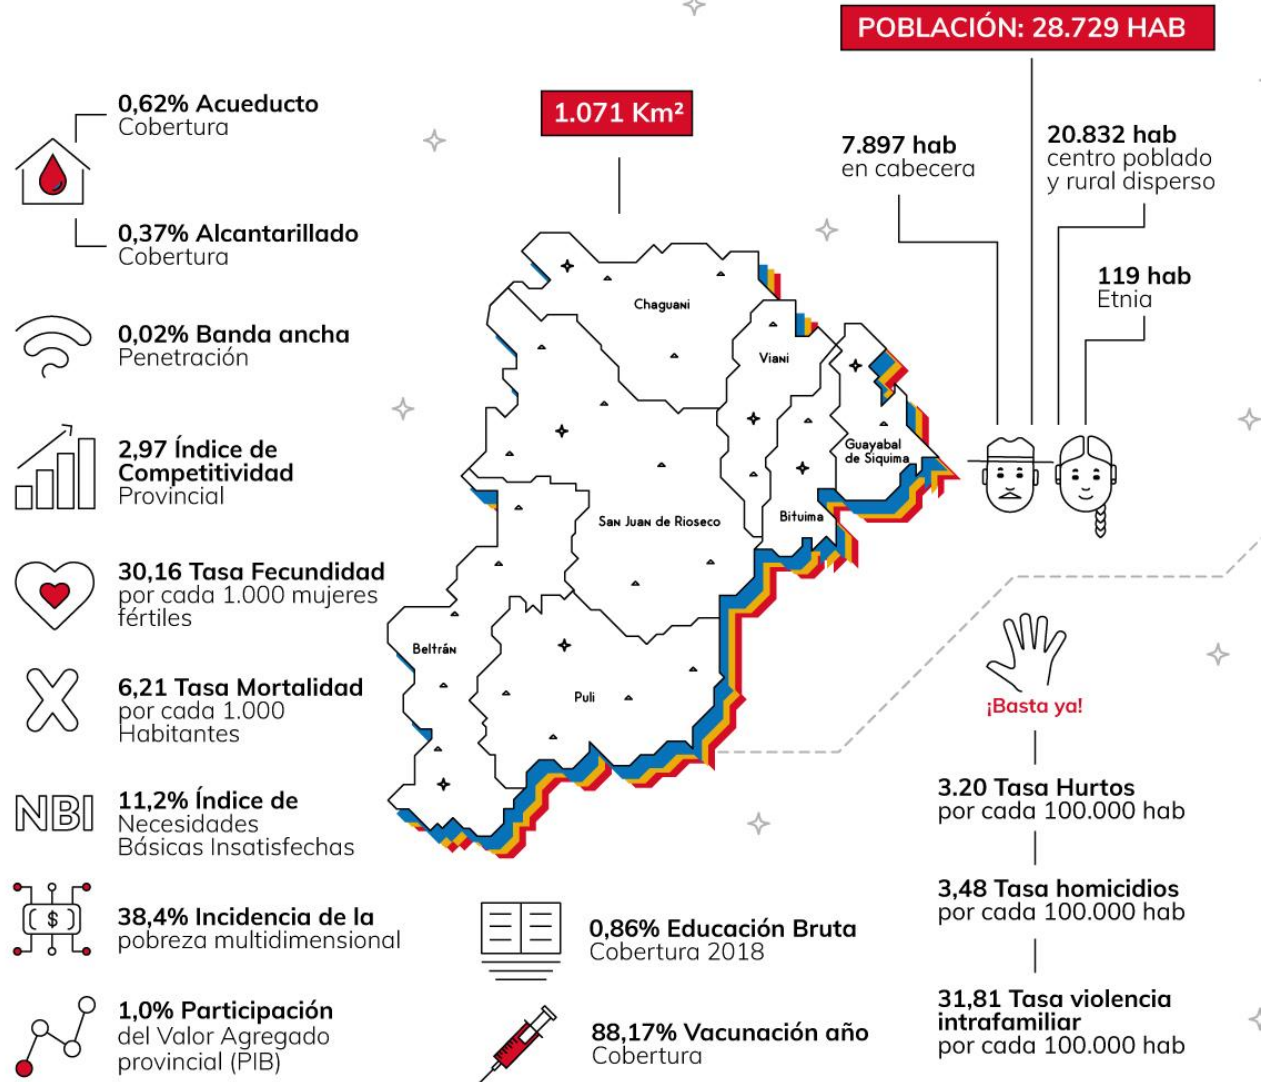 POBLACIÓN: 28.729 HAB
1.071 Km²
7.897 hab
en cabecera
20.832 hab
centro poblado
y rural disperso
119 hab
Etnia
0,62% Acueducto
Cobertura
0,37% Alcantarillado
Cobertura
0,02% Banda ancha
Penetración
2,97 Índice de
Competitividad
Provincial
30,16 Tasa Fecundidad
por cada 1.000 mujeres
fértiles
6,21 Tasa Mortalidad
por cada 1.000
Habitantes
NBI
11,2% Índice de
Necesidades
Básicas Insatisfechas
$
38,4% Incidencia de la
pobreza multidimensional
1,0% Participación
del Valor Agregado
provincial (PIB)
Chaguani
Viani
Guayabal
de Siquima
San Juan de Rioseco
Bituima
Beltrán
Puli
0,86% Educación Bruta
Cobertura 2018
88,17% Vacunación año
Cobertura
¡Basta ya!
3.20 Tasa Hurtos
por cada 100.000 hab
3,48 Tasa homicidios
por cada 100.000 hab
31,81 Tasa violencia
intrafamiliar
por cada 100.000 hab